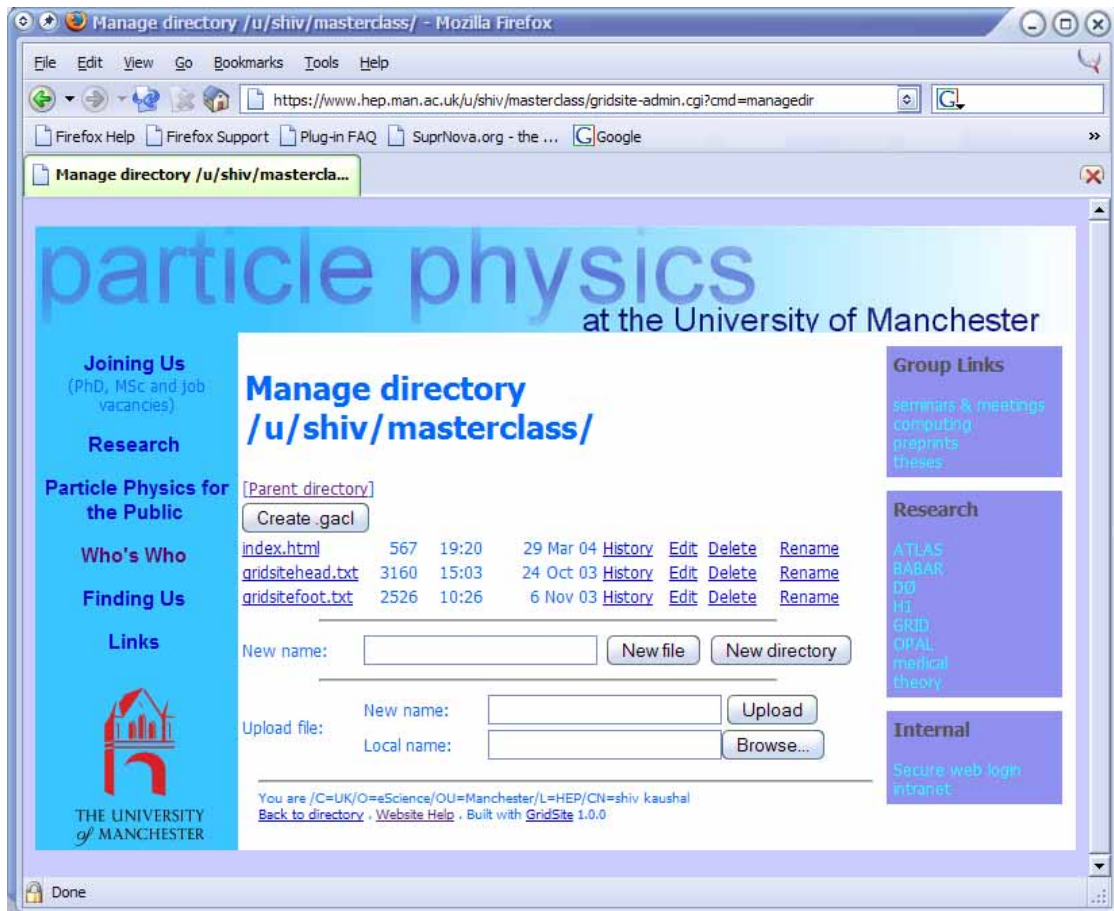 Manage directory /u/shiv/masterclass/ - Mozilla Firefox
File Edit View Go Bookmarks Tools Help
https://www.hep.man.ac.uk/u/shiv/masterclass/gridsite-admin.cgi?cmd=managedir
Firefox Help Firefox Support Plug-in FAQ SuprNova.org - the ... Google
Manage directory /u/shiv/mastercla...
particle physics
at the University of Manchester
Joining Us
(PhD, MSc and job
vacancies)
Research
Particle Physics for
the Public
Who's Who
Finding Us
Links
THE UNIVERSITY
of MANCHESTER
Manage directory
/u/shiv/masterclass/
[Parent directory]
Create .gacl
index.html 567 19:20 29 Mar 04 History Edit Delete Rename
gridsitehead.txt 3160 15:03 24 Oct 03 History Edit Delete Rename
gridsitefoot.txt 2526 10:26 6 Nov 03 History Edit Delete Rename
New name: New file New directory
Upload file:
New name: Upload
Local name: Browse...
You are /C=UK/O=eScience/OU=Manchester/L=HEP/CN=shiv kaushal
Back to directory . Website Help . Built with GridSite 1.0.0
Group Links
seminars & meetings
computing
preprints
theses
Research
ATLAS
BABAR
DØ
H1
GRID
OPAL
medical
theory
Internal
Secure web login
intranet
Done